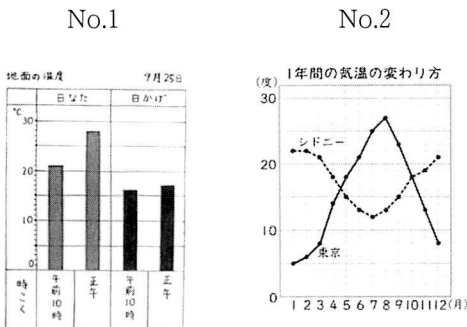 No.1
地面の温度 9月25日
日なた 日かげ
℃
30
20
10
0
時こく 午前10時 正午 午前10時 正午
No.2
1年間の気温の変わり方
(度)
30
シドニー
20
10
東京
0
1 2 3 4 5 6 7 8 9 10 11 12 (月)